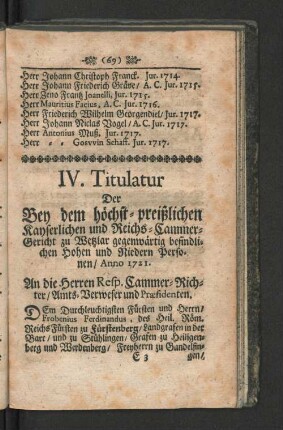 (69)
Herr Johann Christoph Franck. Jur. 1714.
Herr Johann Friederich Gräve / A. C. Jur. 1715.
Herr Zeno Frantz Joanelli, Jur. 1715.
Herr Mauritius Facius, A. C. Jur. 1716.
Herr Friederich Wilhelm Georgendiel / Jur. 1717.
Herr Johann Niclas Vogel / A. C. Jur. 1717.
Herr Antonius Muß. Jur. 1717.
Herr - - Gosvvin Schaff. Jur. 1717.
IV. Titulatur
Der
Bey dem höchst-preißlichen
Kayserlichen und Reichs-Cammer-
Gericht zu Wetzlar gegenwärtig befindli-
chen Hohen und Niedern Perso-
nen / Anno 1721.
An die Herren Resp. Cammer-Rich-
ter / Amts-Verweser und Præsidenten.
DEm Durchleuchtigsten Fürsten und Herrn /
Frobenius Ferdinandus, des Heil. Röm.
Reichs Fürsten zu Fürstenberg / Landgrafen in der
Baar / und zu Stühlingen / Grafen zu Heiligen-
berg und Werdenberg / Freyherrn zu Gundelfin-
E 3 gen /